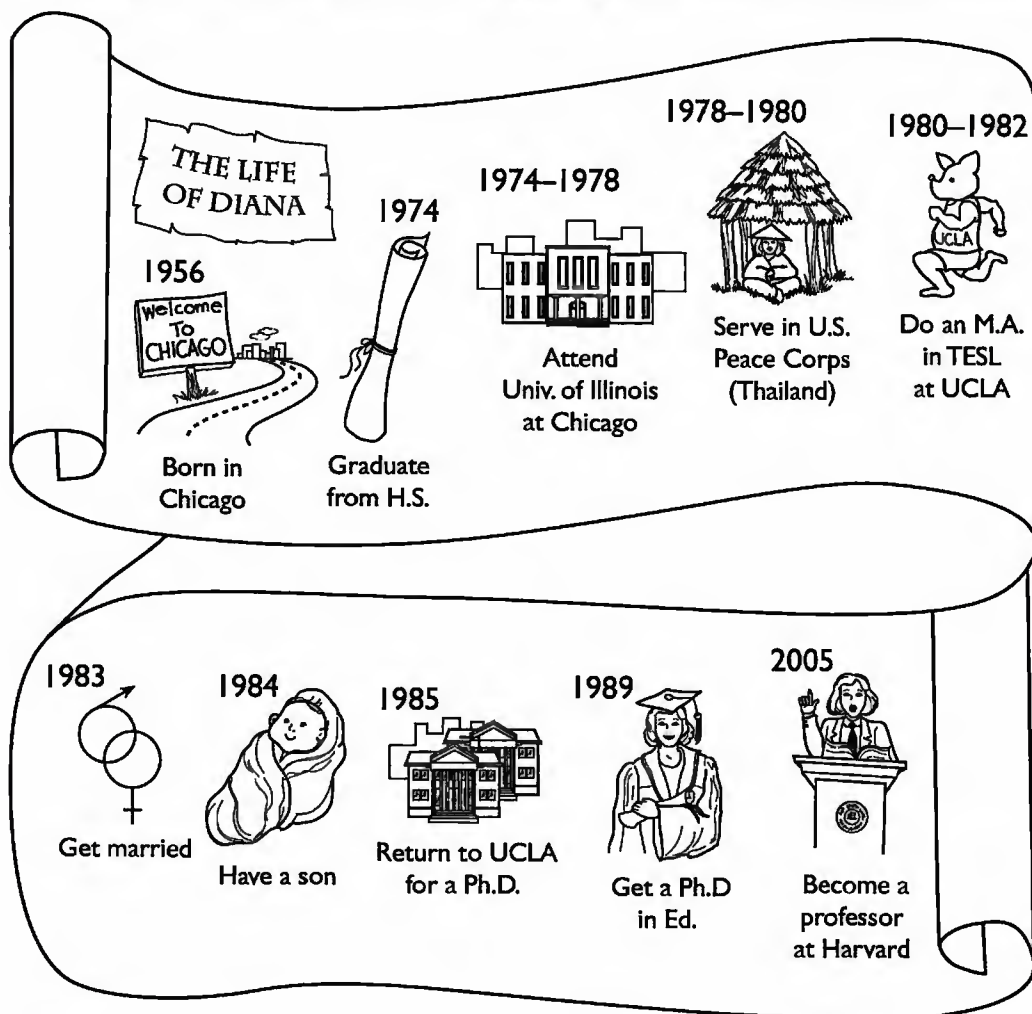 THE LIFE
OF DIANA
1956
Welcome
To
CHICAGO
Born in
Chicago
1974
Graduate
from H.S.
1974–1978
Attend
Univ. of Illinois
at Chicago
1978–1980
Serve in U.S.
Peace Corps
(Thailand)
1980–1982
UCLA
Do an M.A.
in TESL
at UCLA
1983
Get married
1984
Have a son
1985
Return to UCLA
for a Ph.D.
1989
Get a Ph.D
in Ed.
2005
Become a
professor
at Harvard